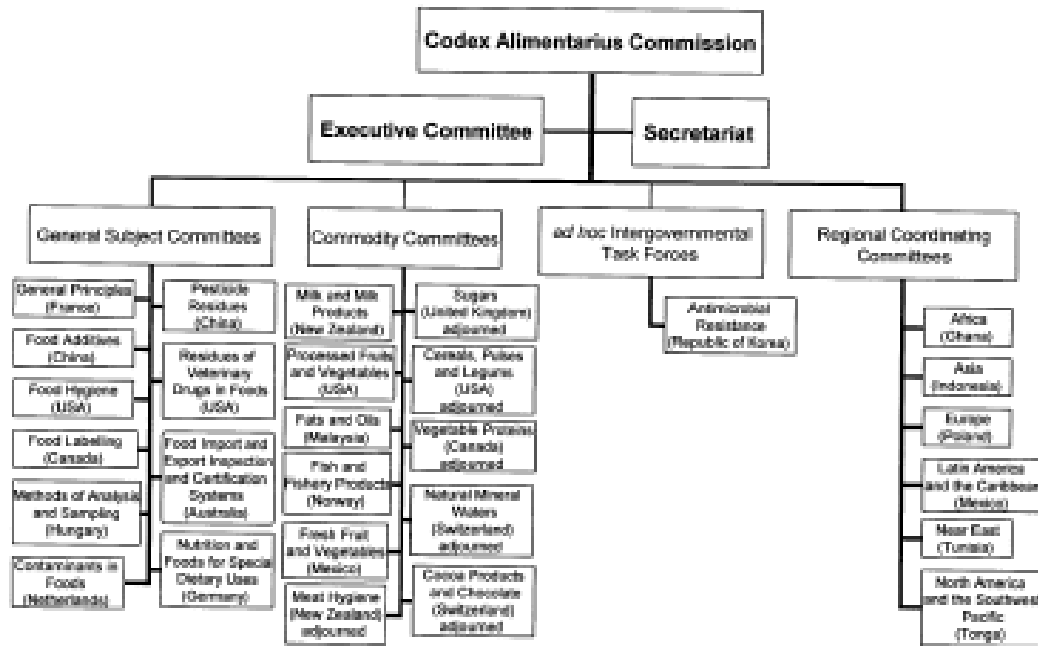 Codex Alimentarius Commission
Executive Committee
Secretariat
General Subject Committees
Commodity Committees
ad hoc Intergovernmental
Task Forces
Regional Coordinating
Committees
General Principles
(France)
Food Additives
(China)
Food Hygiene
(USA)
Food Labelling
(Canada)
Methods of Analysis
and Sampling
(Hungary)
Contaminants in
Foods
(Netherlands)
Pesticide
Residues
(China)
Residues of
Veterinary
Drugs in Foods
(USA)
Food Import and
Export Inspection
and Certification
Systems
(Australia)
Nutrition and
Foods for Special
Dietary Uses
(Germany)
Milk and Milk
Products
(New Zealand)
Processed Fruits
and Vegetables
(USA)
Fats and Oils
(Malaysia)
Fish and
Fishery Products
(Norway)
Fresh Fruit
and Vegetables
(Mexico)
Meat Hygiene
(New Zealand)
adjourned
Sugars
(United Kingdom)
adjourned
Cereals, Pulses
and Legums
(USA)
adjourned
Vegetable Proteins
(Canada)
adjourned
Natural Mineral
Waters
(Switzerland)
adjourned
Cocoa Products
and Chocolate
(Switzerland)
adjourned
Antimicrobial
Resistance
(Republic of Korea)
Africa
(Ghana)
Asia
(Indonesia)
Europe
(Poland)
Latin America
and the Caribbean
(Mexico)
Near East
(Tunisia)
North America
and the Southwest
Pacific
(Tonga)